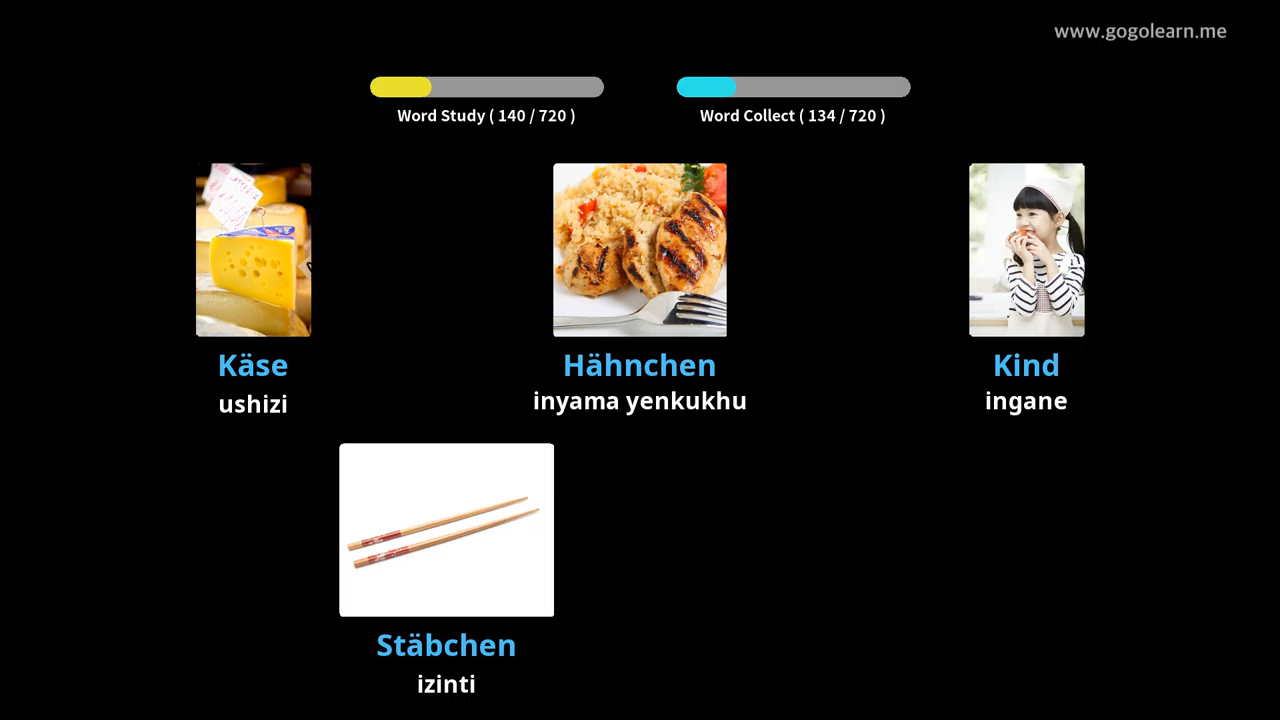 www.gogolearn.me
Word Study ( 140 / 720 )
Word Collect ( 134 / 720 )
Käse
ushizi
Hähnchen
inyama yenkukhu
Kind
ingane
Stäbchen
izinti